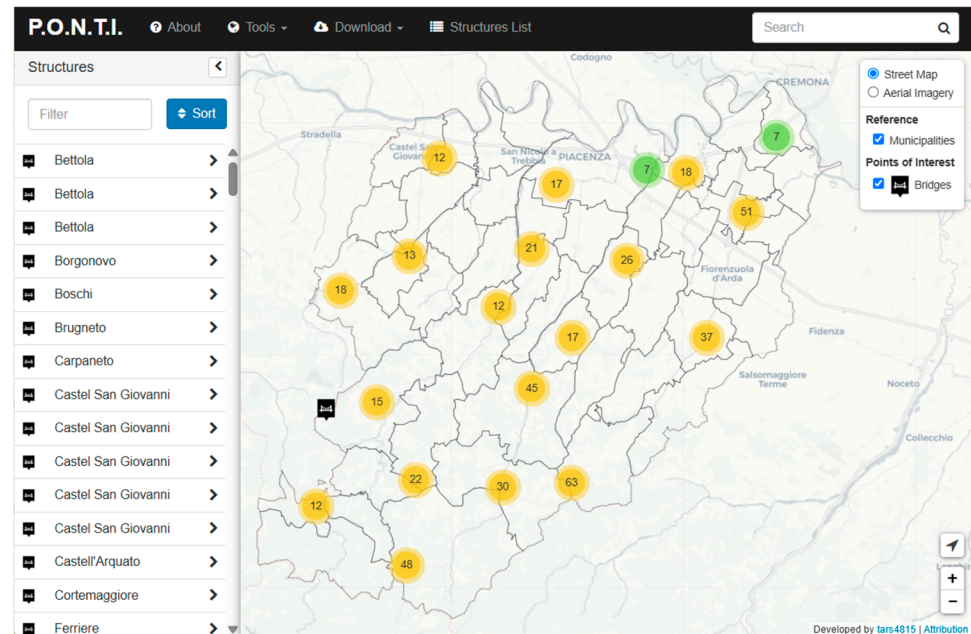 P.O.N.T.I. About Tools Download Structures List Search
Structures
Filter Sort
Bettola
Bettola
Bettola
Borgonovo
Boschi
Brugneto
Carpaneto
Castel San Giovanni
Castel San Giovanni
Castel San Giovanni
Castel San Giovanni
Castel San Giovanni
Castell'Arquato
Cortemaggiore
Ferriere
Street Map
Aerial Imagery
Reference
Municipalities
Points of Interest
Bridges
Codogno
CREMONA
7
Stradella
Castel San
Giovanni
12
San Nicolò a
Trebbia
PIACENZA
7
18
17
51
21
13
26
Fiorenzuola
d'Arda
18
12
17
37
Fidenza
Salsomaggiore
Terme
Noceto
45
15
Collecchio
22
30
63
12
48
+
−
Developed by tars4815 | Attribution